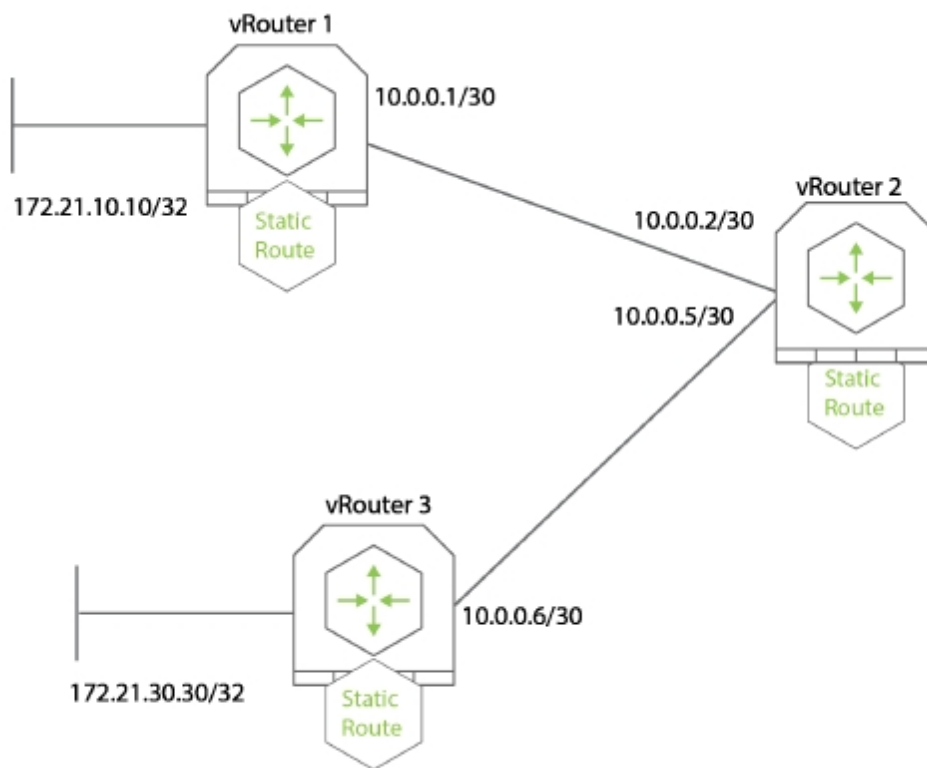 vRouter 1
10.0.0.1/30
172.21.10.10/32
Static
Route
vRouter 2
10.0.0.2/30
10.0.0.5/30
Static
Route
vRouter 3
10.0.0.6/30
172.21.30.30/32
Static
Route